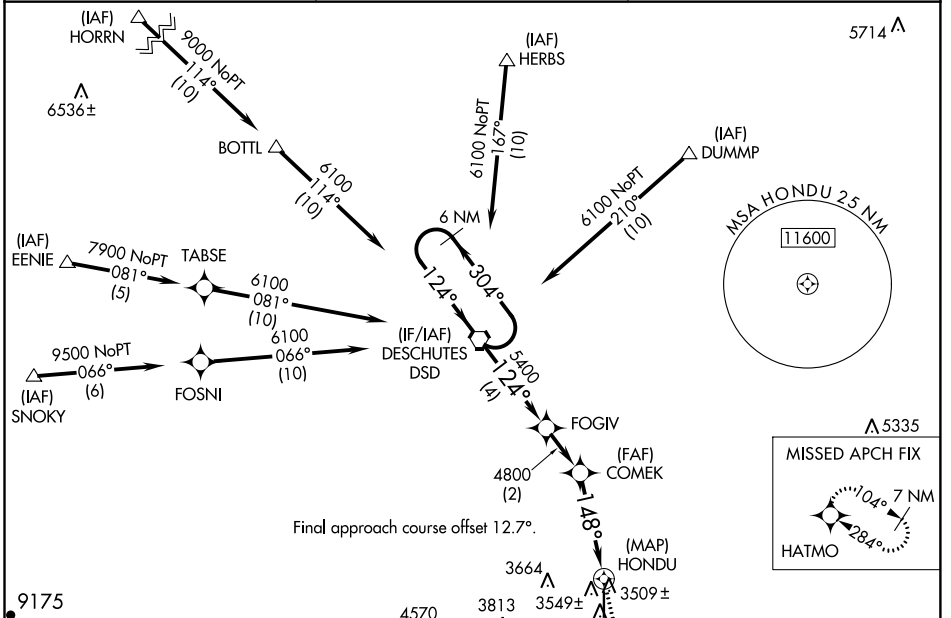 (IAF)
HORRN
9000 NoPT
114°
(10)
6536±
BOTTL
6100
114°
(10)
(IAF)
HERBS
6100 NoPT
167°
(10)
5714
(IAF)
DUMMP
6100 NoPT
210°
(10)
MSA HONDU 25 NM
11600
6 NM
124°
304°
(IAF)
EENIE
7900 NoPT
081°
(5)
TABSE
6100
081°
(10)
(IF/IAF)
DESCHUTES
DSD
9500 NoPT
066°
(6)
(IAF)
SNOKY
FOSNI
6100
066°
(10)
5400
124°
(4)
FOGIV
4800
(2)
(FAF)
COMEK
148°
Final approach course offset 12.7°.
(MAP)
HONDU
5335
MISSED APCH FIX
104°
7 NM
284°
HATMO
3664
3549±
3509±
9175
4570
3813